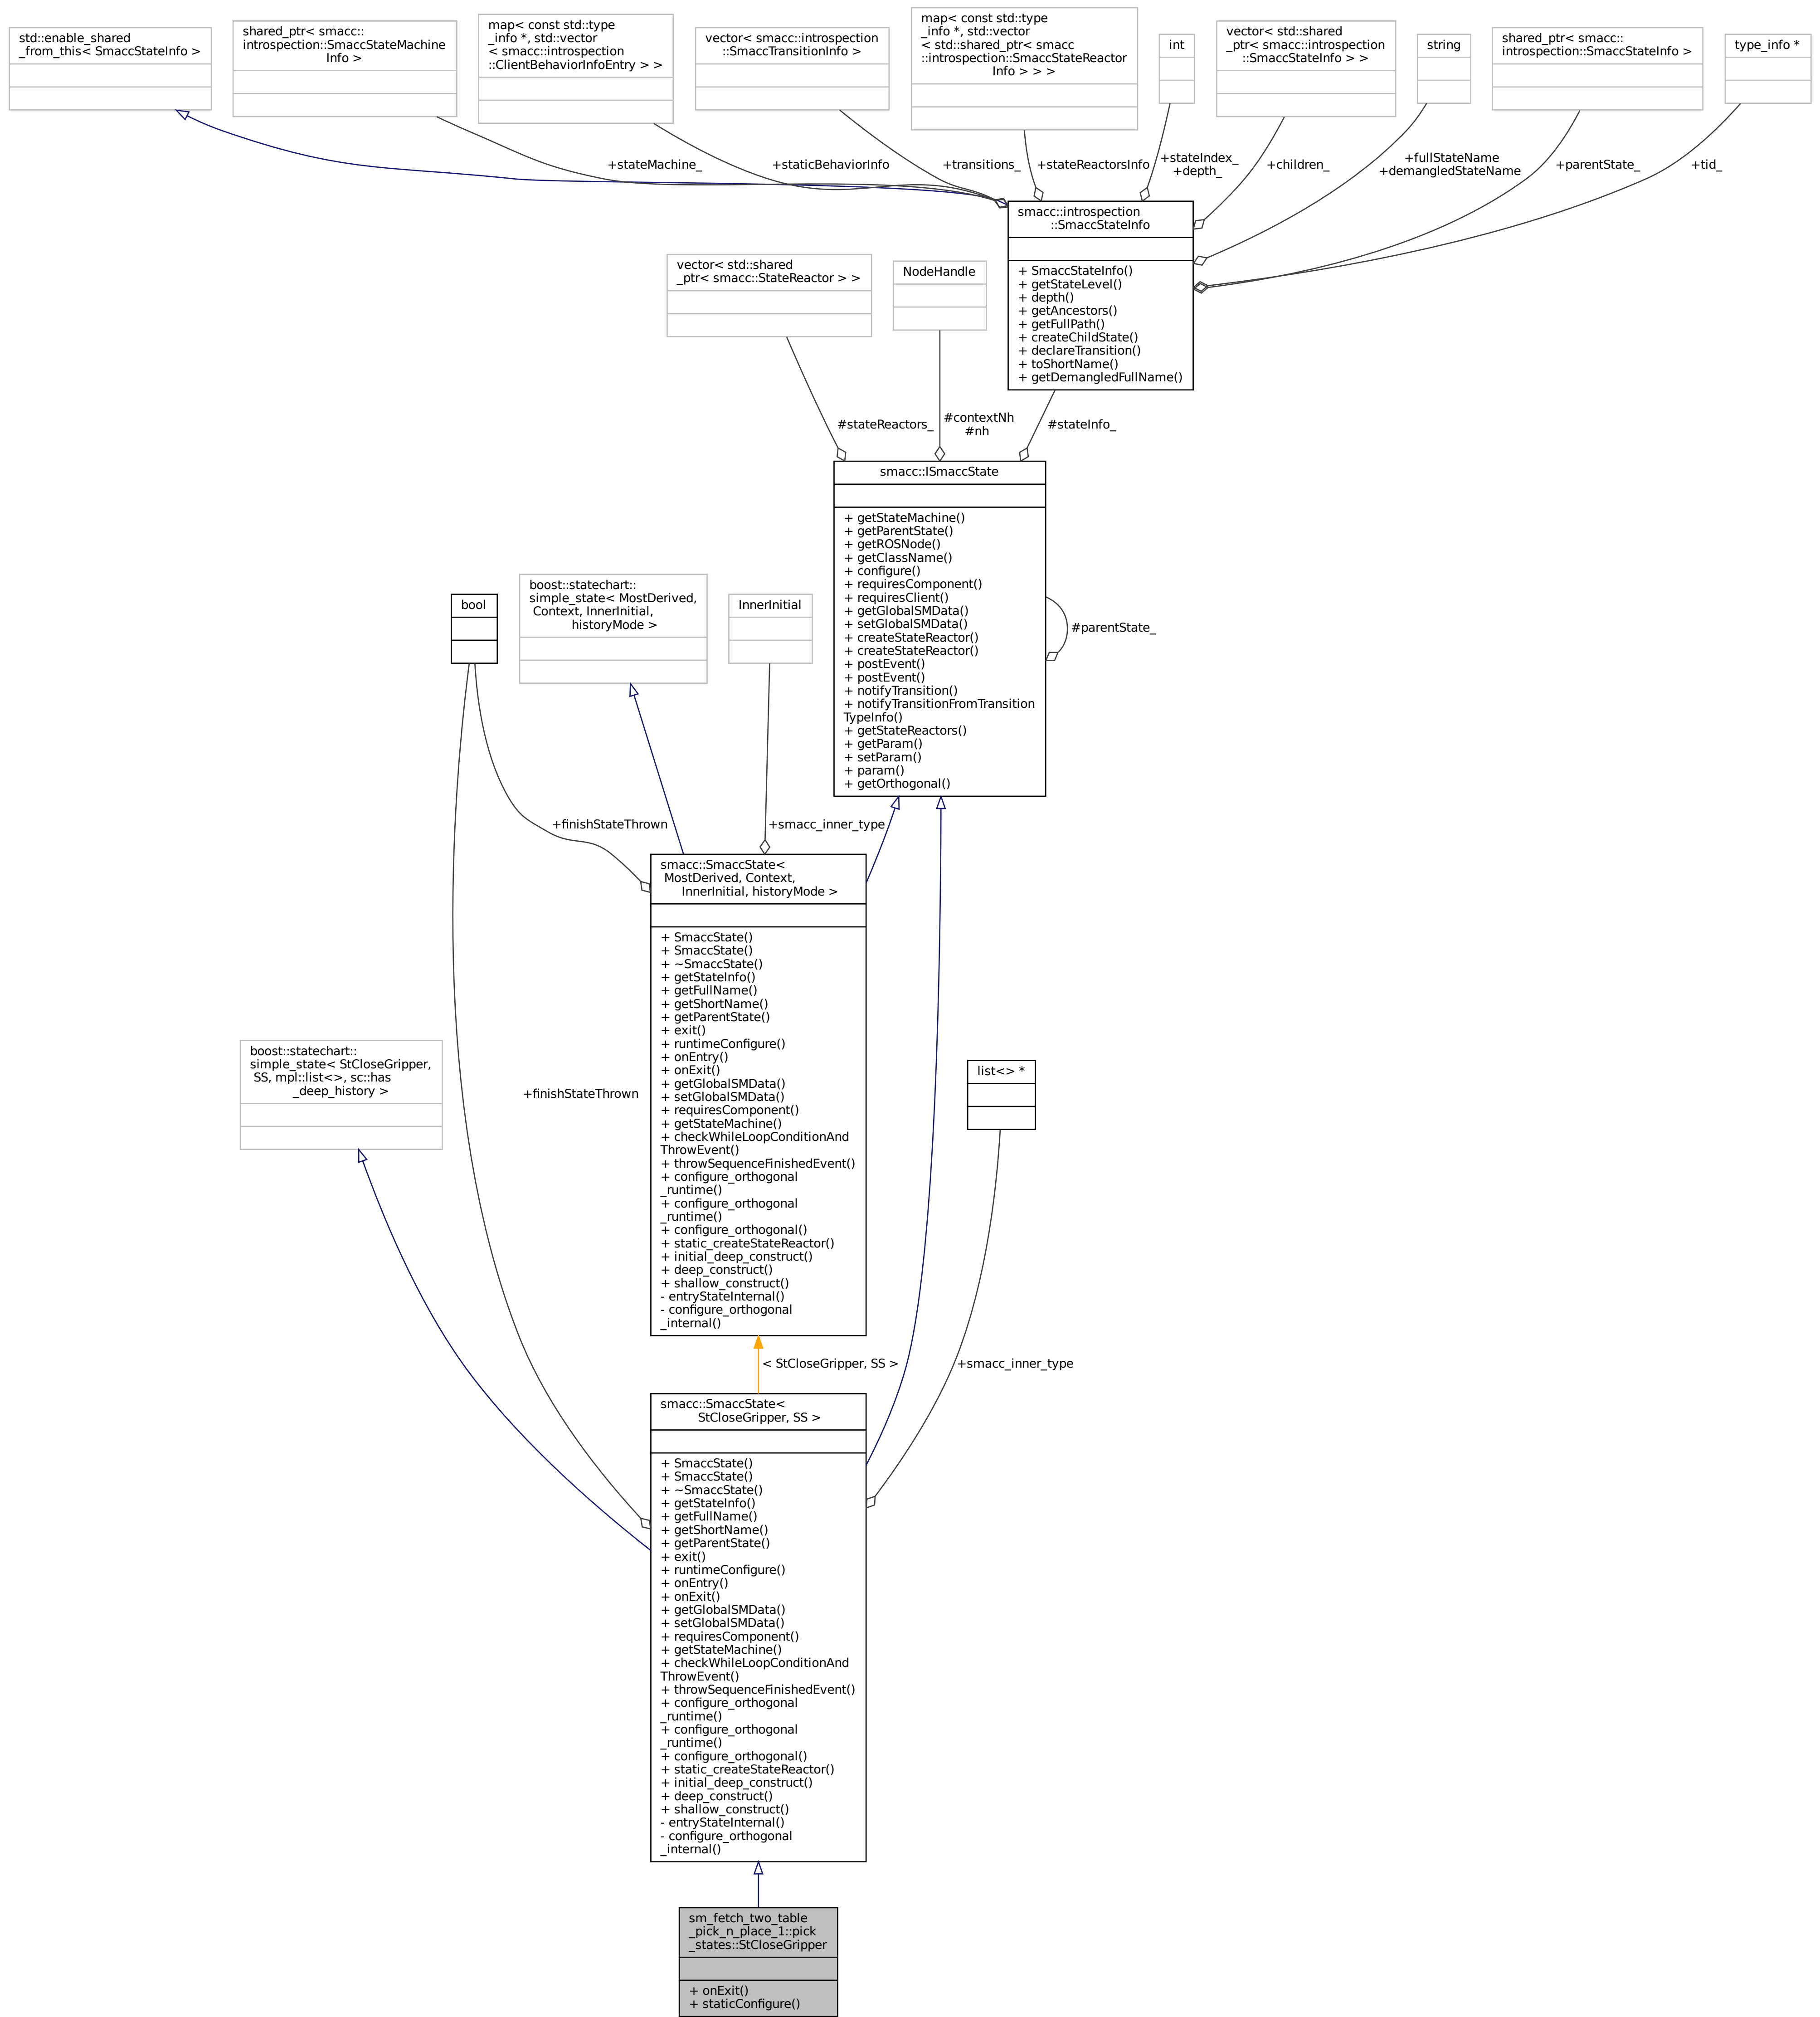 std::enable_shared
_from_this< SmaccStateInfo >
shared_ptr< smacc::
introspection::SmaccStateMachine
Info >
map< const std::type
_info *, std::vector
< smacc::introspection
::ClientBehaviorInfoEntry > >
vector< smacc::introspection
::SmaccTransitionInfo >
map< const std::type
_info *, std::vector
< std::shared_ptr< smacc
::introspection::SmaccStateReactor
Info > > >
int
vector< std::shared
_ptr< smacc::introspection
::SmaccStateInfo > >
string
shared_ptr< smacc::
introspection::SmaccStateInfo >
type_info *
+stateMachine_
+staticBehaviorInfo
+transitions_
+stateReactorsInfo
+stateIndex_
+depth_
+children_
+fullStateName
+demangledStateName
+parentState_
+tid_
smacc::introspection
::SmaccStateInfo
+ SmaccStateInfo()
+ getStateLevel()
+ depth()
+ getAncestors()
+ getFullPath()
+ createChildState()
+ declareTransition()
+ toShortName()
+ getDemangledFullName()
vector< std::shared
_ptr< smacc::StateReactor > >
NodeHandle
#stateReactors_
#contextNh
#nh
#stateInfo_
smacc::ISmaccState
+ getStateMachine()
+ getParentState()
+ getROSNode()
+ getClassName()
+ configure()
+ requiresComponent()
+ requiresClient()
+ getGlobalSMData()
+ setGlobalSMData()
+ createStateReactor()
+ createStateReactor()
+ postEvent()
+ postEvent()
+ notifyTransition()
+ notifyTransitionFromTransition
TypeInfo()
+ getStateReactors()
+ getParam()
+ setParam()
+ param()
+ getOrthogonal()
#parentState_
bool
boost::statechart::
simple_state< MostDerived,
Context, InnerInitial,
historyMode >
InnerInitial
+finishStateThrown
+smacc_inner_type
smacc::SmaccState<
MostDerived, Context,
InnerInitial, historyMode >
+ SmaccState()
+ SmaccState()
+ ~SmaccState()
+ getStateInfo()
+ getFullName()
+ getShortName()
+ getParentState()
+ exit()
+ runtimeConfigure()
+ onEntry()
+ onExit()
+ getGlobalSMData()
+ setGlobalSMData()
+ requiresComponent()
+ getStateMachine()
+ checkWhileLoopConditionAnd
ThrowEvent()
+ throwSequenceFinishedEvent()
+ configure_orthogonal
_runtime()
+ configure_orthogonal
_runtime()
+ configure_orthogonal()
+ static_createStateReactor()
+ initial_deep_construct()
+ deep_construct()
+ shallow_construct()
- entryStateInternal()
- configure_orthogonal
_internal()
boost::statechart::
simple_state< StCloseGripper,
SS, mpl::list<>, sc::has
_deep_history >
+finishStateThrown
list<> *
< StCloseGripper, SS >
+smacc_inner_type
smacc::SmaccState<
StCloseGripper, SS >
+ SmaccState()
+ SmaccState()
+ ~SmaccState()
+ getStateInfo()
+ getFullName()
+ getShortName()
+ getParentState()
+ exit()
+ runtimeConfigure()
+ onEntry()
+ onExit()
+ getGlobalSMData()
+ setGlobalSMData()
+ requiresComponent()
+ getStateMachine()
+ checkWhileLoopConditionAnd
ThrowEvent()
+ throwSequenceFinishedEvent()
+ configure_orthogonal
_runtime()
+ configure_orthogonal
_runtime()
+ configure_orthogonal()
+ static_createStateReactor()
+ initial_deep_construct()
+ deep_construct()
+ shallow_construct()
- entryStateInternal()
- configure_orthogonal
_internal()
sm_fetch_two_table
_pick_n_place_1::pick
_states::StCloseGripper
+ onExit()
+ staticConfigure()